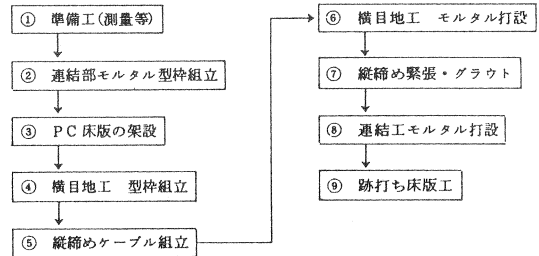 ① 準備工(測量等)
② 連結部モルタル型枠組立
③ PC床版の架設
④ 横目地工 型枠組立
⑤ 縦締めケーブル組立
⑥ 横目地工 モルタル打設
⑦ 縦締め緊張・グラウト
⑧ 連結工モルタル打設
⑨ 跡打ち床版工